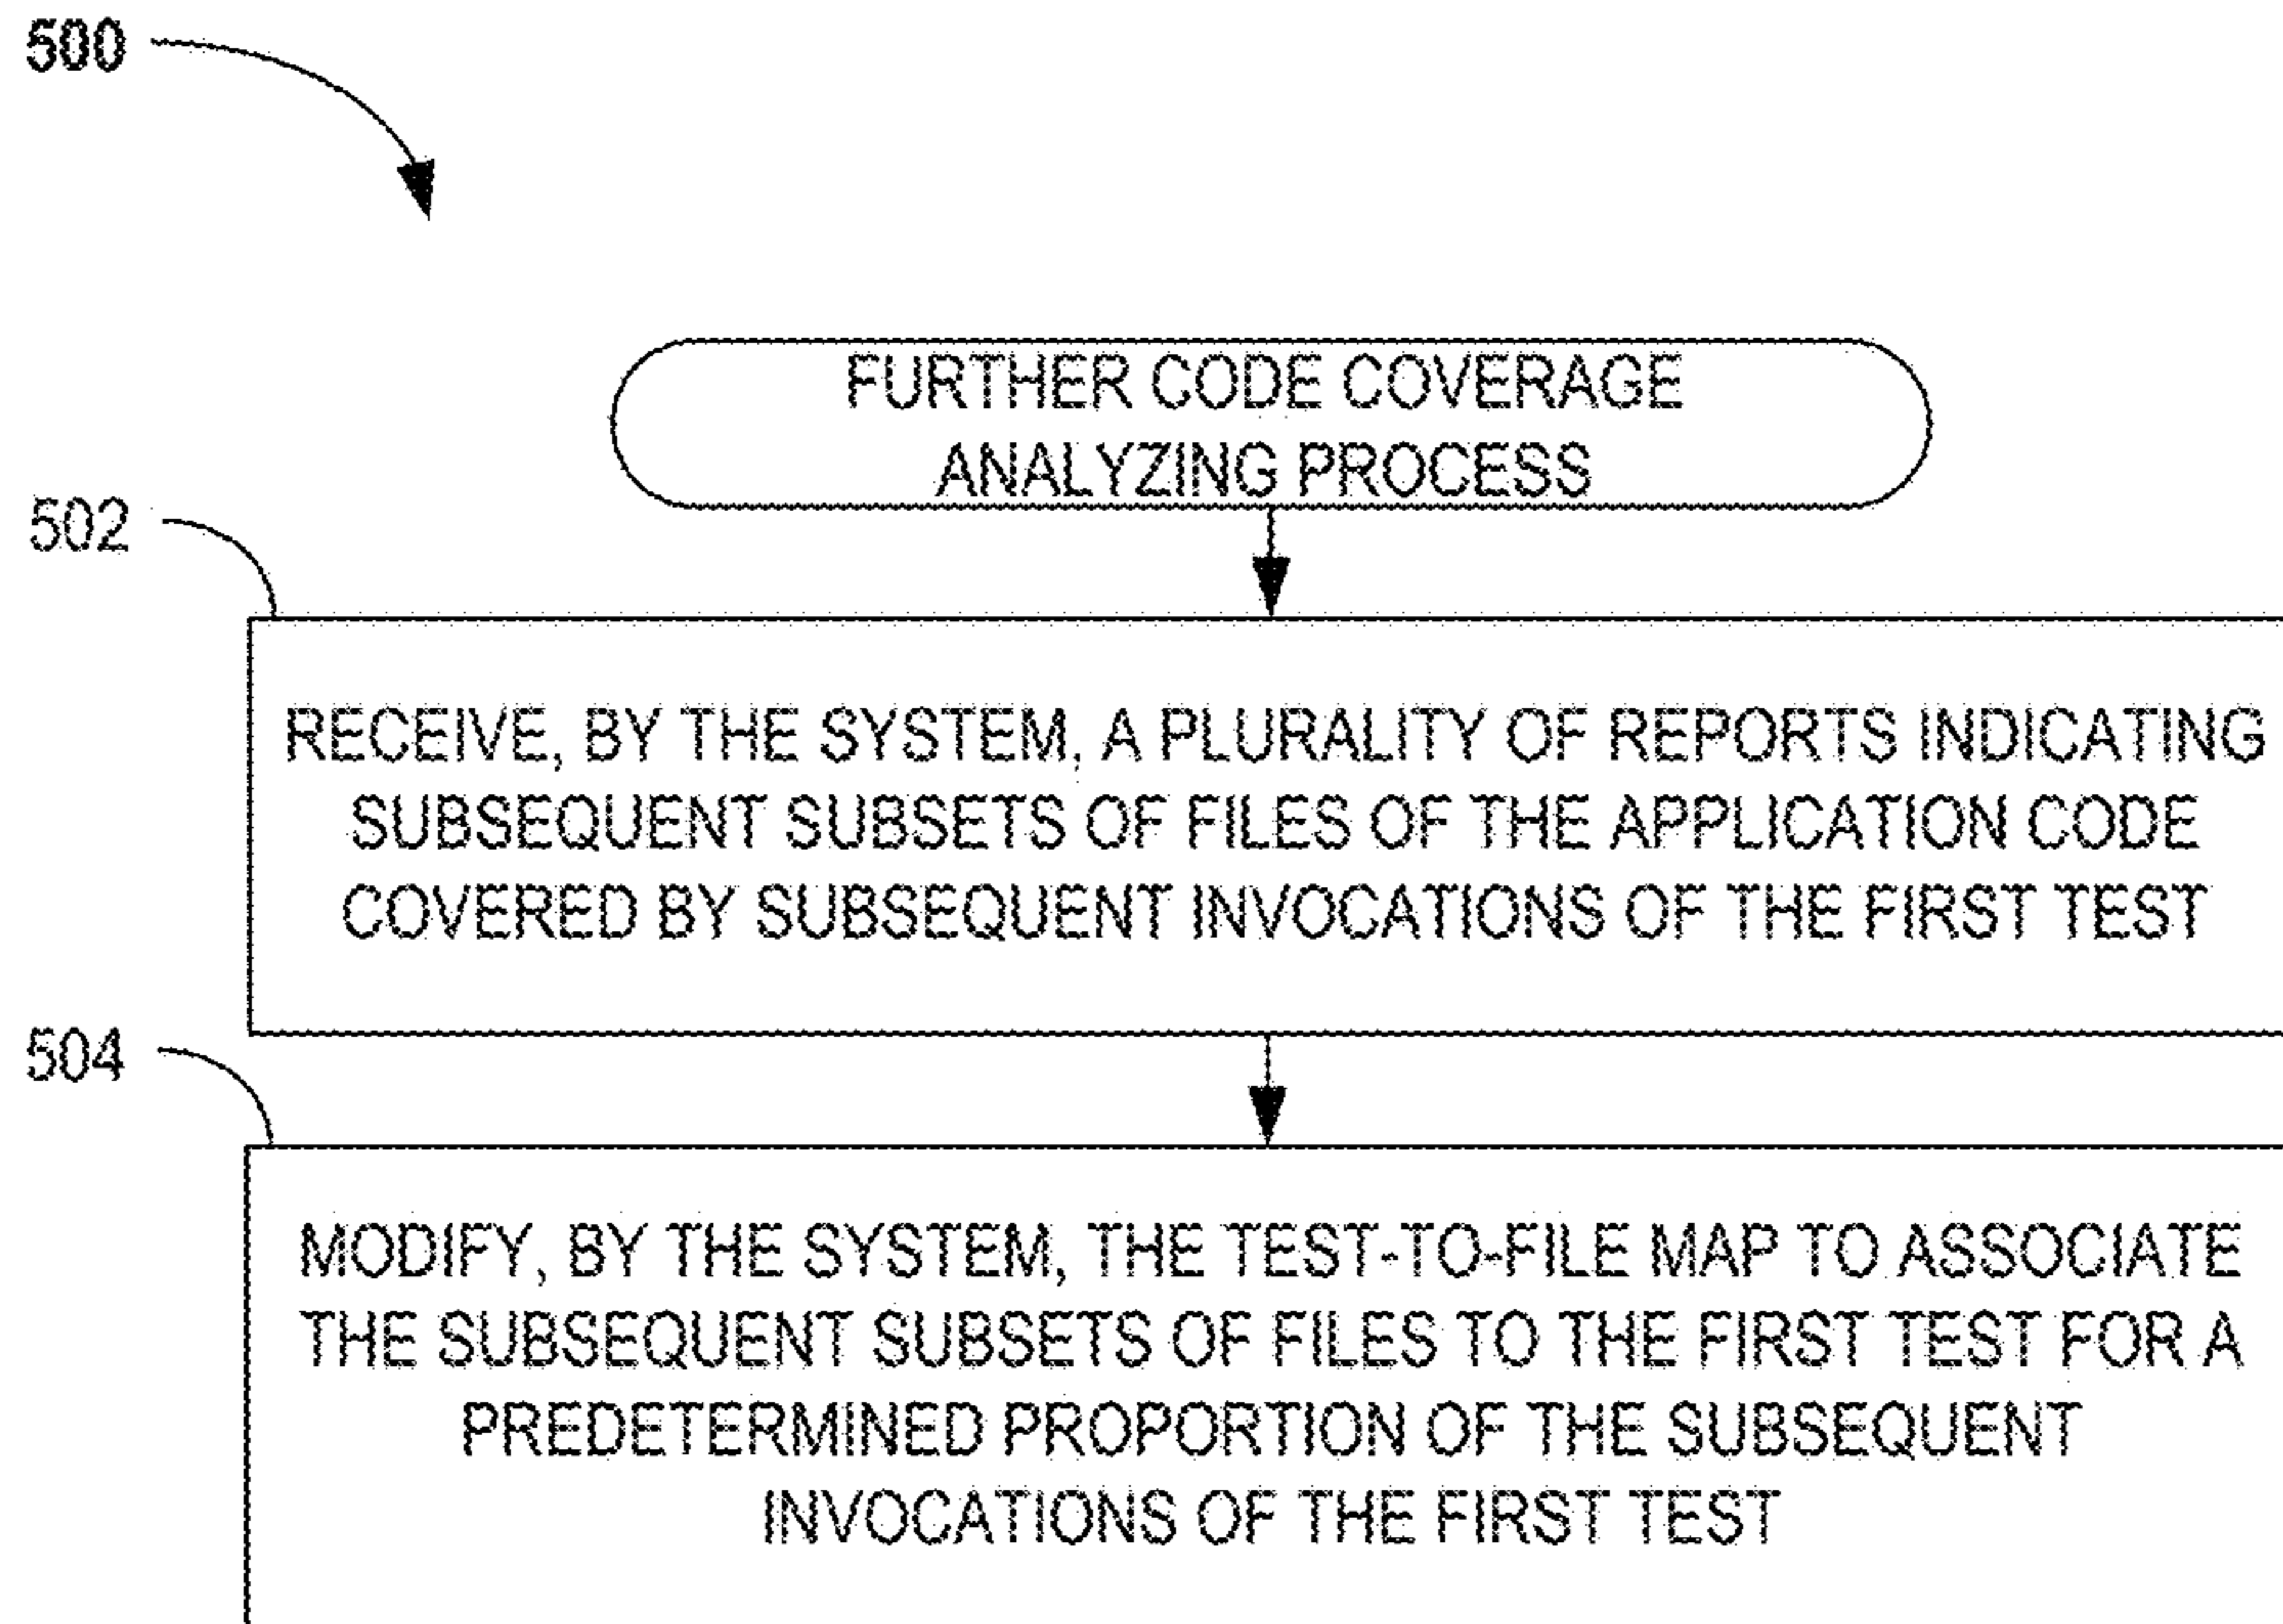 500
FURTHER CODE COVERAGE
ANALYZING PROCESS
502
RECEIVE, BY THE SYSTEM, A PLURALITY OF REPORTS INDICATING
SUBSEQUENT SUBSETS OF FILES OF THE APPLICATION CODE
COVERED BY SUBSEQUENT INVOCATIONS OF THE FIRST TEST
504
MODIFY, BY THE SYSTEM, THE TEST-TO-FILE MAP TO ASSOCIATE
THE SUBSEQUENT SUBSETS OF FILES TO THE FIRST TEST FOR A
PREDETERMINED PROPORTION OF THE SUBSEQUENT
INVOCATIONS OF THE FIRST TEST